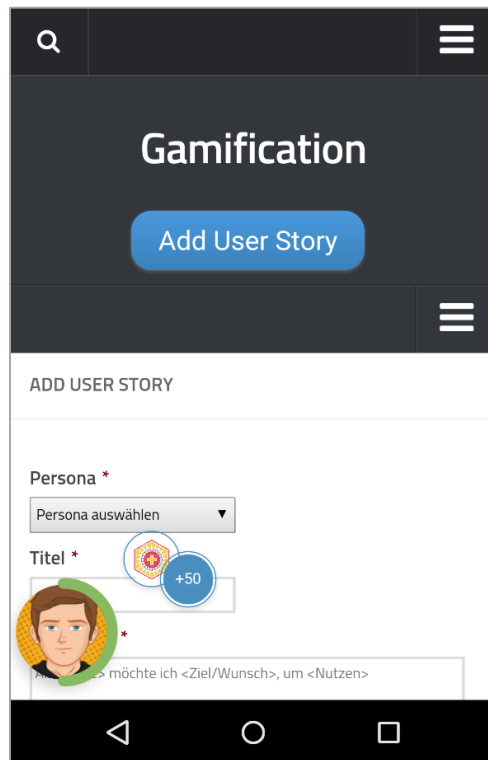 Gamification
Add User Story
ADD USER STORY
Persona *
Persona auswählen
Titel *
+50
*
> möchte ich <Ziel/Wunsch>, um <Nutzen>